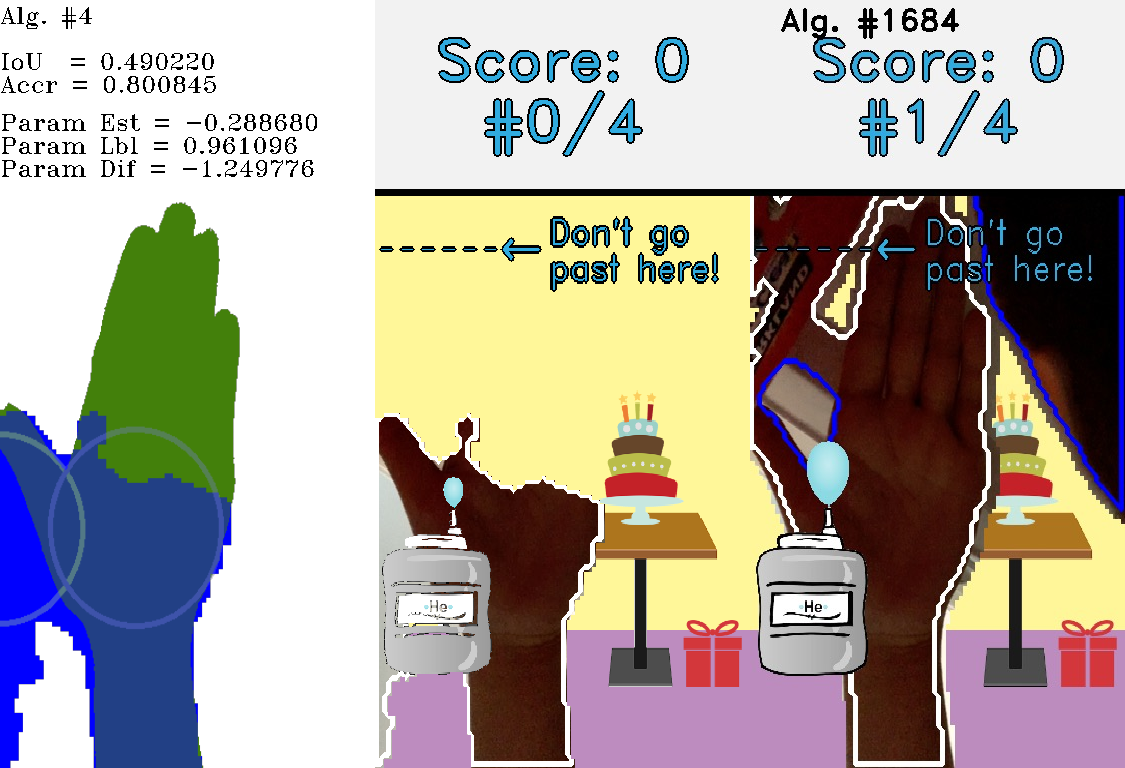 Alg. #4
IoU = 0.490220
Accr = 0.800845
Param Est = −0.288680
Param Lbl = 0.961096
Param Dif = −1.249776
Score: 0
#0/4
Don't go
past here!
He
Alg. #1684
Score: 0
#1/4
Don't go
past here!
He